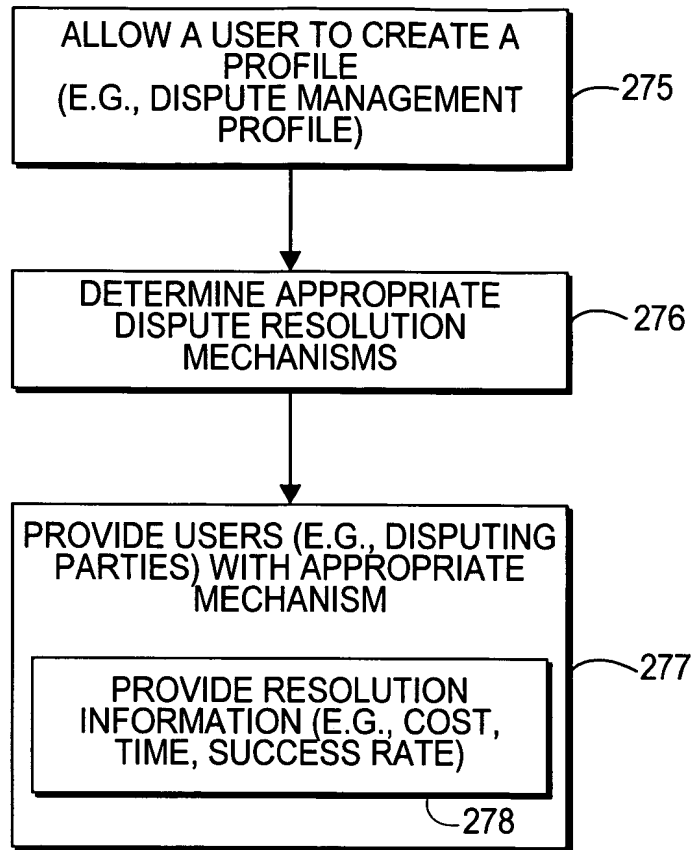 ALLOW A USER TO CREATE A
PROFILE
(E.G., DISPUTE MANAGEMENT
PROFILE)
275
DETERMINE APPROPRIATE
DISPUTE RESOLUTION
MECHANISMS
276
PROVIDE USERS (E.G., DISPUTING
PARTIES) WITH APPROPRIATE
MECHANISM
277
PROVIDE RESOLUTION
INFORMATION (E.G., COST,
TIME, SUCCESS RATE)
278